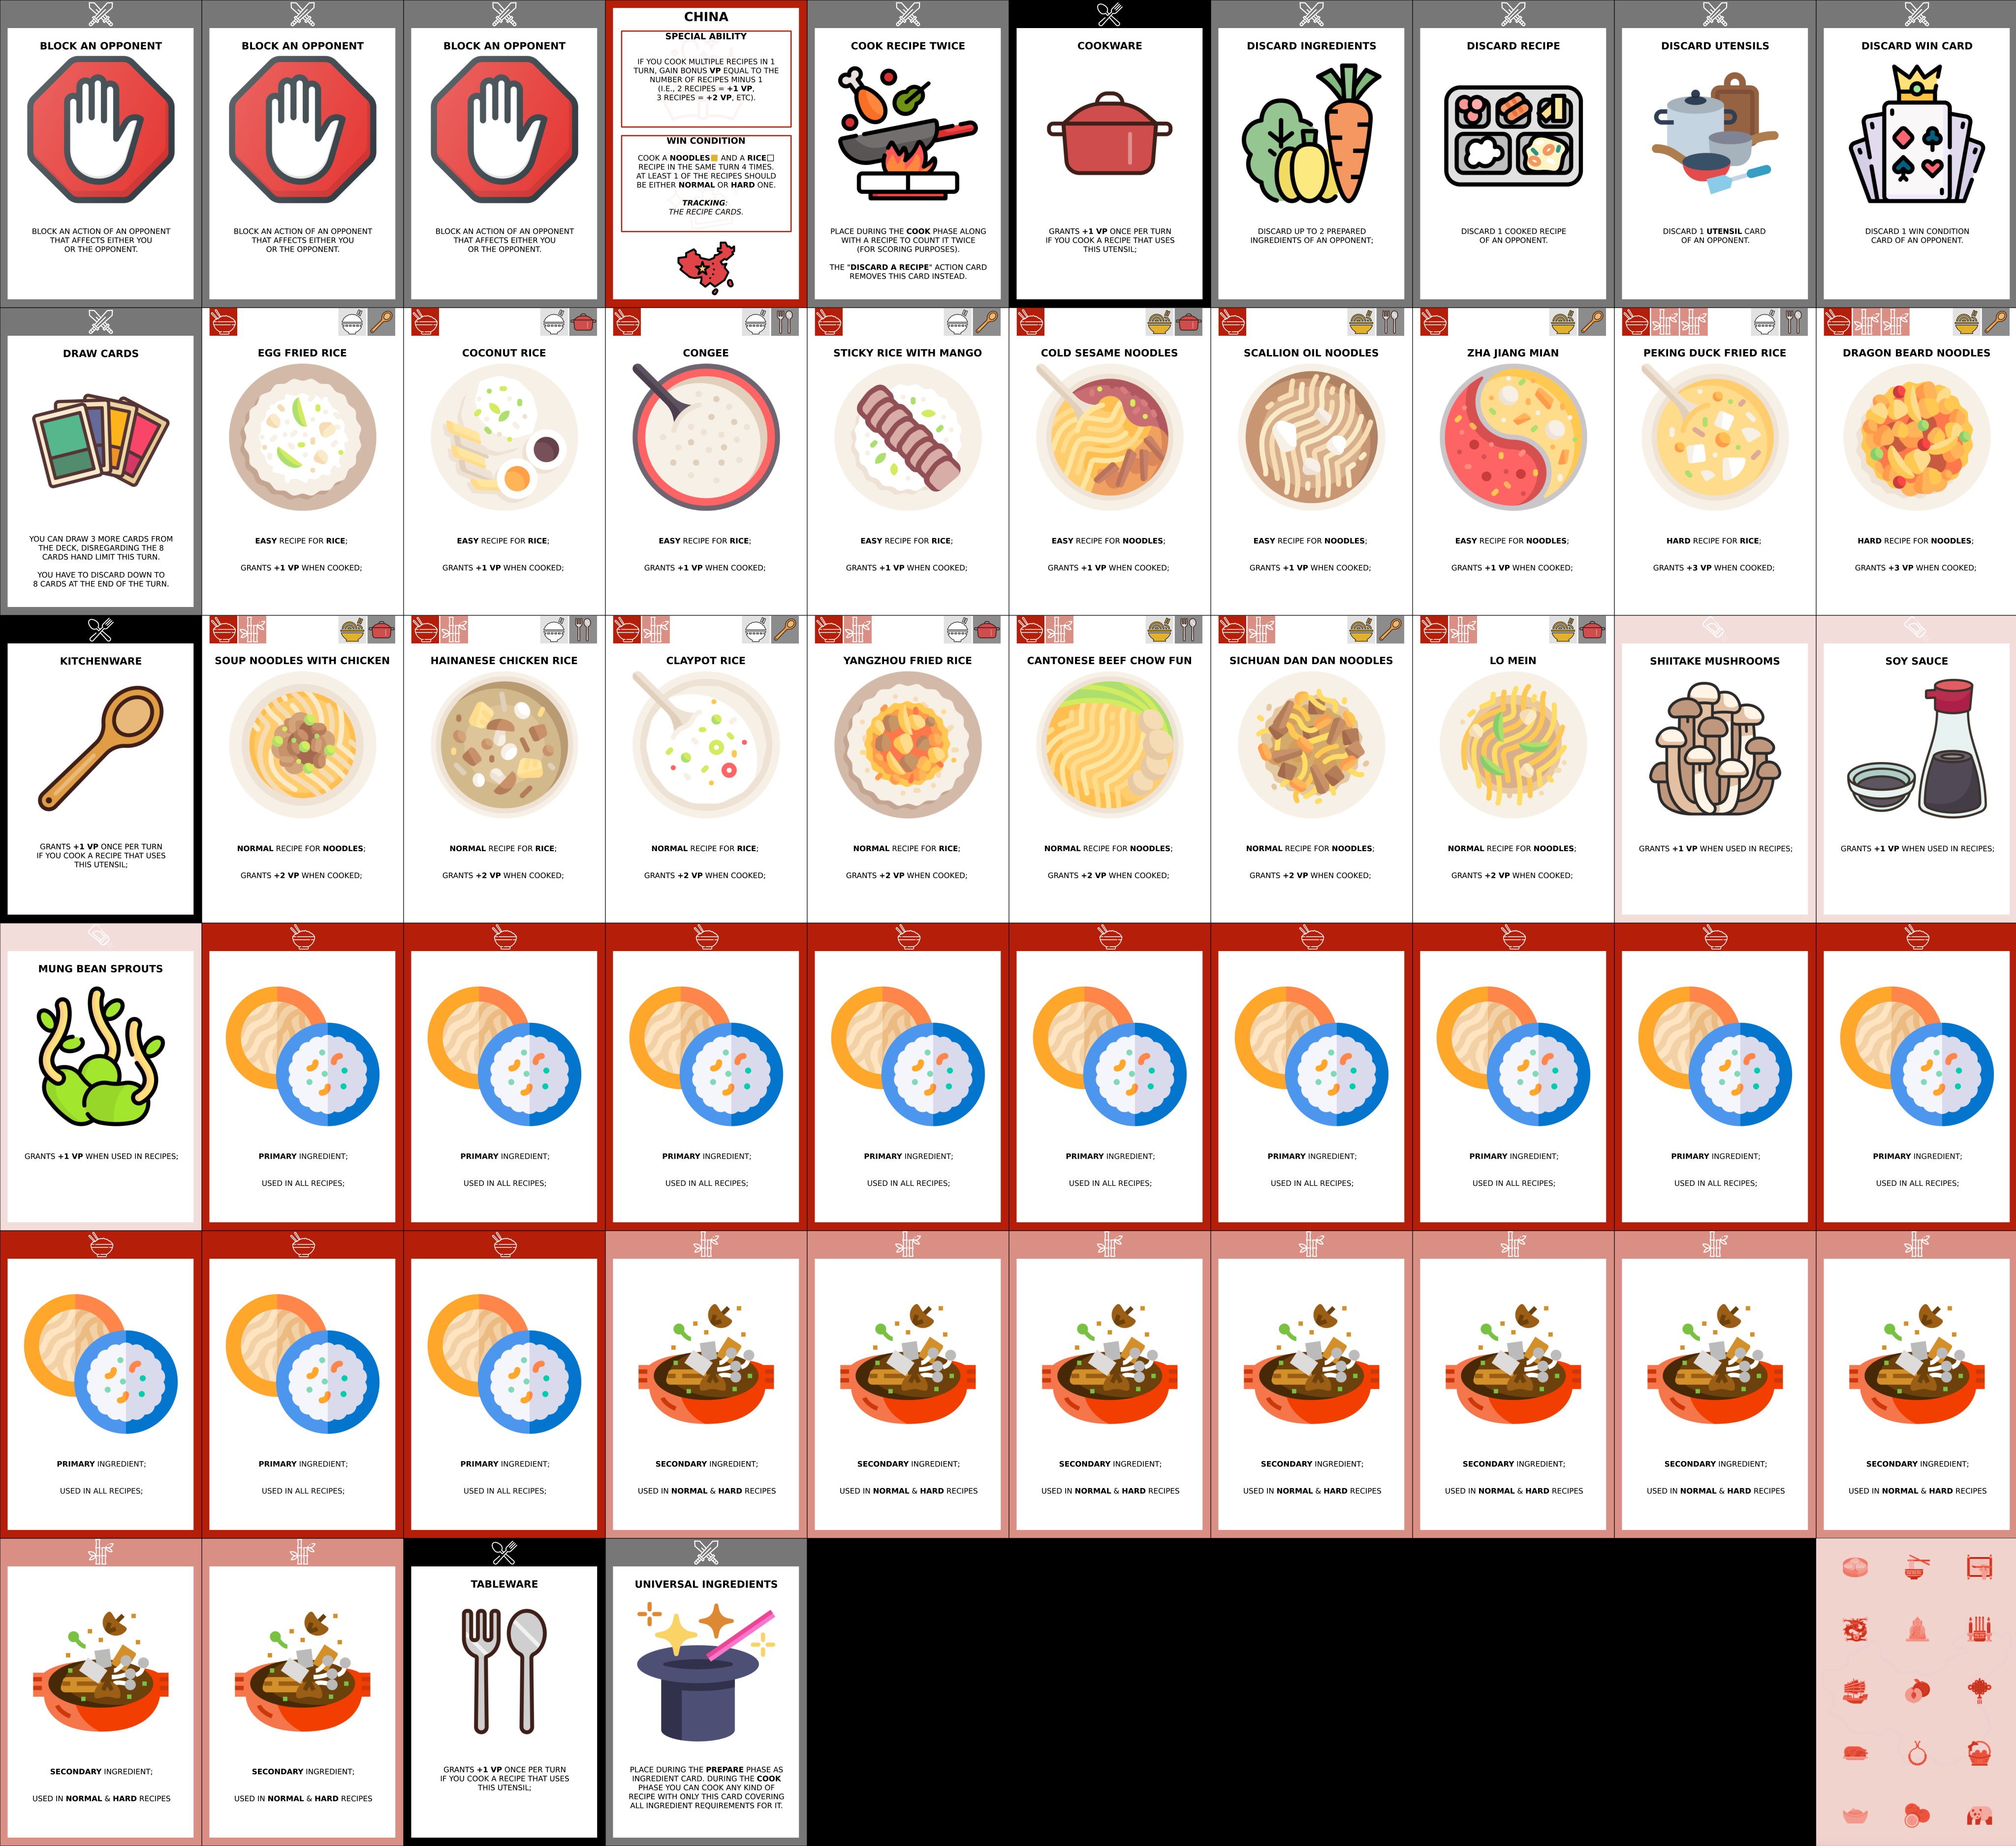 BLOCK AN OPPONENT
BLOCK AN ACTION OF AN OPPONENT
THAT AFFECTS EITHER YOU
OR THE OPPONENT.
BLOCK AN OPPONENT
BLOCK AN ACTION OF AN OPPONENT
THAT AFFECTS EITHER YOU
OR THE OPPONENT.
BLOCK AN OPPONENT
BLOCK AN ACTION OF AN OPPONENT
THAT AFFECTS EITHER YOU
OR THE OPPONENT.
CHINA
SPECIAL ABILITY
IF YOU COOK MULTIPLE RECIPES IN 1
TURN, GAIN BONUS VP EQUAL TO THE
NUMBER OF RECIPES MINUS 1
(I.E., 2 RECIPES = +1 VP,
3 RECIPES = +2 VP, ETC).
WIN CONDITION
COOK A NOODLES AND A RICE
RECIPE IN THE SAME TURN 4 TIMES.
AT LEAST 1 OF THE RECIPES SHOULD
BE EITHER NORMAL OR HARD ONE.
TRACKING:
THE RECIPE CARDS.
COOK RECIPE TWICE
PLACE DURING THE COOK PHASE ALONG
WITH A RECIPE TO COUNT IT TWICE
(FOR SCORING PURPOSES).
THE "DISCARD A RECIPE" ACTION CARD
REMOVES THIS CARD INSTEAD.
COOKWARE
GRANTS +1 VP ONCE PER TURN
IF YOU COOK A RECIPE THAT USES
THIS UTENSIL;
DISCARD INGREDIENTS
DISCARD UP TO 2 PREPARED
INGREDIENTS OF AN OPPONENT;
DISCARD RECIPE
DISCARD 1 COOKED RECIPE
OF AN OPPONENT.
DISCARD UTENSILS
DISCARD 1 UTENSIL CARD
OF AN OPPONENT.
DISCARD WIN CARD
DISCARD 1 WIN CONDITION
CARD OF AN OPPONENT.
DRAW CARDS
YOU CAN DRAW 3 MORE CARDS FROM
THE DECK, DISREGARDING THE 8
CARDS HAND LIMIT THIS TURN.
YOU HAVE TO DISCARD DOWN TO
8 CARDS AT THE END OF THE TURN.
EGG FRIED RICE
EASY RECIPE FOR RICE;
GRANTS +1 VP WHEN COOKED;
COCONUT RICE
EASY RECIPE FOR RICE;
GRANTS +1 VP WHEN COOKED;
CONGEE
EASY RECIPE FOR RICE;
GRANTS +1 VP WHEN COOKED;
STICKY RICE WITH MANGO
EASY RECIPE FOR RICE;
GRANTS +1 VP WHEN COOKED;
COLD SESAME NOODLES
EASY RECIPE FOR NOODLES;
GRANTS +1 VP WHEN COOKED;
SCALLION OIL NOODLES
EASY RECIPE FOR NOODLES;
GRANTS +1 VP WHEN COOKED;
ZHA JIANG MIAN
EASY RECIPE FOR NOODLES;
GRANTS +1 VP WHEN COOKED;
PEKING DUCK FRIED RICE
HARD RECIPE FOR RICE;
GRANTS +3 VP WHEN COOKED;
DRAGON BEARD NOODLES
HARD RECIPE FOR NOODLES;
GRANTS +3 VP WHEN COOKED;
KITCHENWARE
GRANTS +1 VP ONCE PER TURN
IF YOU COOK A RECIPE THAT USES
THIS UTENSIL;
SOUP NOODLES WITH CHICKEN
NORMAL RECIPE FOR NOODLES;
GRANTS +2 VP WHEN COOKED;
HAINANESE CHICKEN RICE
NORMAL RECIPE FOR RICE;
GRANTS +2 VP WHEN COOKED;
CLAYPOT RICE
NORMAL RECIPE FOR RICE;
GRANTS +2 VP WHEN COOKED;
YANGZHOU FRIED RICE
NORMAL RECIPE FOR RICE;
GRANTS +2 VP WHEN COOKED;
CANTONESE BEEF CHOW FUN
NORMAL RECIPE FOR NOODLES;
GRANTS +2 VP WHEN COOKED;
SICHUAN DAN DAN NOODLES
NORMAL RECIPE FOR NOODLES;
GRANTS +2 VP WHEN COOKED;
LO MEIN
NORMAL RECIPE FOR NOODLES;
GRANTS +2 VP WHEN COOKED;
SHIITAKE MUSHROOMS
GRANTS +1 VP WHEN USED IN RECIPES;
SOY SAUCE
GRANTS +1 VP WHEN USED IN RECIPES;
MUNG BEAN SPROUTS
GRANTS +1 VP WHEN USED IN RECIPES;
PRIMARY INGREDIENT;
USED IN ALL RECIPES;
PRIMARY INGREDIENT;
USED IN ALL RECIPES;
PRIMARY INGREDIENT;
USED IN ALL RECIPES;
PRIMARY INGREDIENT;
USED IN ALL RECIPES;
PRIMARY INGREDIENT;
USED IN ALL RECIPES;
PRIMARY INGREDIENT;
USED IN ALL RECIPES;
PRIMARY INGREDIENT;
USED IN ALL RECIPES;
PRIMARY INGREDIENT;
USED IN ALL RECIPES;
PRIMARY INGREDIENT;
USED IN ALL RECIPES;
PRIMARY INGREDIENT;
USED IN ALL RECIPES;
PRIMARY INGREDIENT;
USED IN ALL RECIPES;
PRIMARY INGREDIENT;
USED IN ALL RECIPES;
SECONDARY INGREDIENT;
USED IN NORMAL & HARD RECIPES
SECONDARY INGREDIENT;
USED IN NORMAL & HARD RECIPES
SECONDARY INGREDIENT;
USED IN NORMAL & HARD RECIPES
SECONDARY INGREDIENT;
USED IN NORMAL & HARD RECIPES
SECONDARY INGREDIENT;
USED IN NORMAL & HARD RECIPES
SECONDARY INGREDIENT;
USED IN NORMAL & HARD RECIPES
SECONDARY INGREDIENT;
USED IN NORMAL & HARD RECIPES
SECONDARY INGREDIENT;
USED IN NORMAL & HARD RECIPES
SECONDARY INGREDIENT;
USED IN NORMAL & HARD RECIPES
TABLEWARE
GRANTS +1 VP ONCE PER TURN
IF YOU COOK A RECIPE THAT USES
THIS UTENSIL;
UNIVERSAL INGREDIENTS
PLACE DURING THE PREPARE PHASE AS
INGREDIENT CARD. DURING THE COOK
PHASE YOU CAN COOK ANY KIND OF
RECIPE WITH ONLY THIS CARD COVERING
ALL INGREDIENT REQUIREMENTS FOR IT.